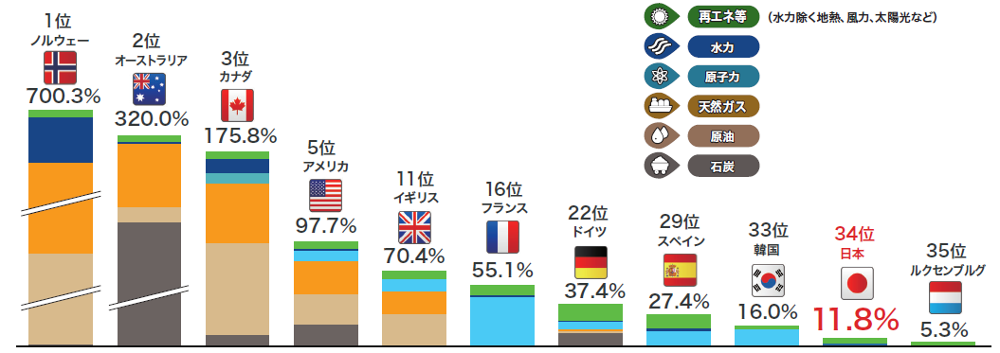 1位
ノルウェー
700.3%
2位
オーストラリア
320.0%
3位
カナダ
175.8%
5位
アメリカ
97.7%
11位
イギリス
70.4%
16位
フランス
55.1%
22位
ドイツ
37.4%
29位
スペイン
27.4%
33位
韓国
16.0%
34位
日本
11.8%
35位
ルクセンブルグ
5.3%
再エネ等 (水力除く地熱、風力、太陽光など)
水力
原子力
天然ガス
原油
石炭